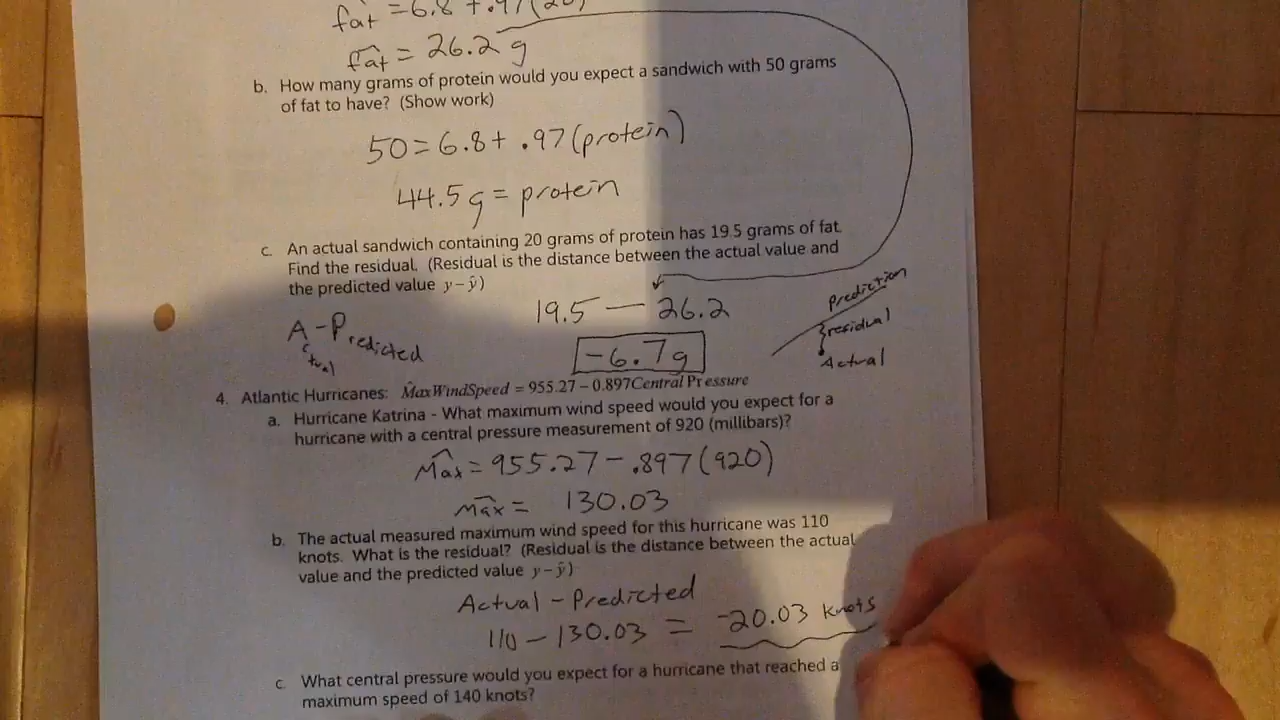 fat = 6.8 + .97(20)
fat = 26.2 g
b. How many grams of protein would you expect a sandwich with 50 grams
of fat to have? (Show work)
50 = 6.8 + .97(protein)
44.5 g = protein
c. An actual sandwich containing 20 grams of protein has 19.5 grams of fat.
Find the residual. (Residual is the distance between the actual value and
the predicted value y – ŷ)
19.5 — 26.2
Prediction
residual
Actual
A - Predicted
ctual
-6.7g
4. Atlantic Hurricanes: M̂axWindSpeed = 955.27 – 0.897Central Pressure
a. Hurricane Katrina - What maximum wind speed would you expect for a
hurricane with a central pressure measurement of 920 (millibars)?
Max = 955.27 - .897(920)
max = 130.03
b. The actual measured maximum wind speed for this hurricane was 110
knots. What is the residual? (Residual is the distance between the actual
value and the predicted value y – ŷ)
Actual - Predicted
110 - 130.03 = -20.03 knots
c. What central pressure would you expect for a hurricane that reached a
maximum speed of 140 knots?